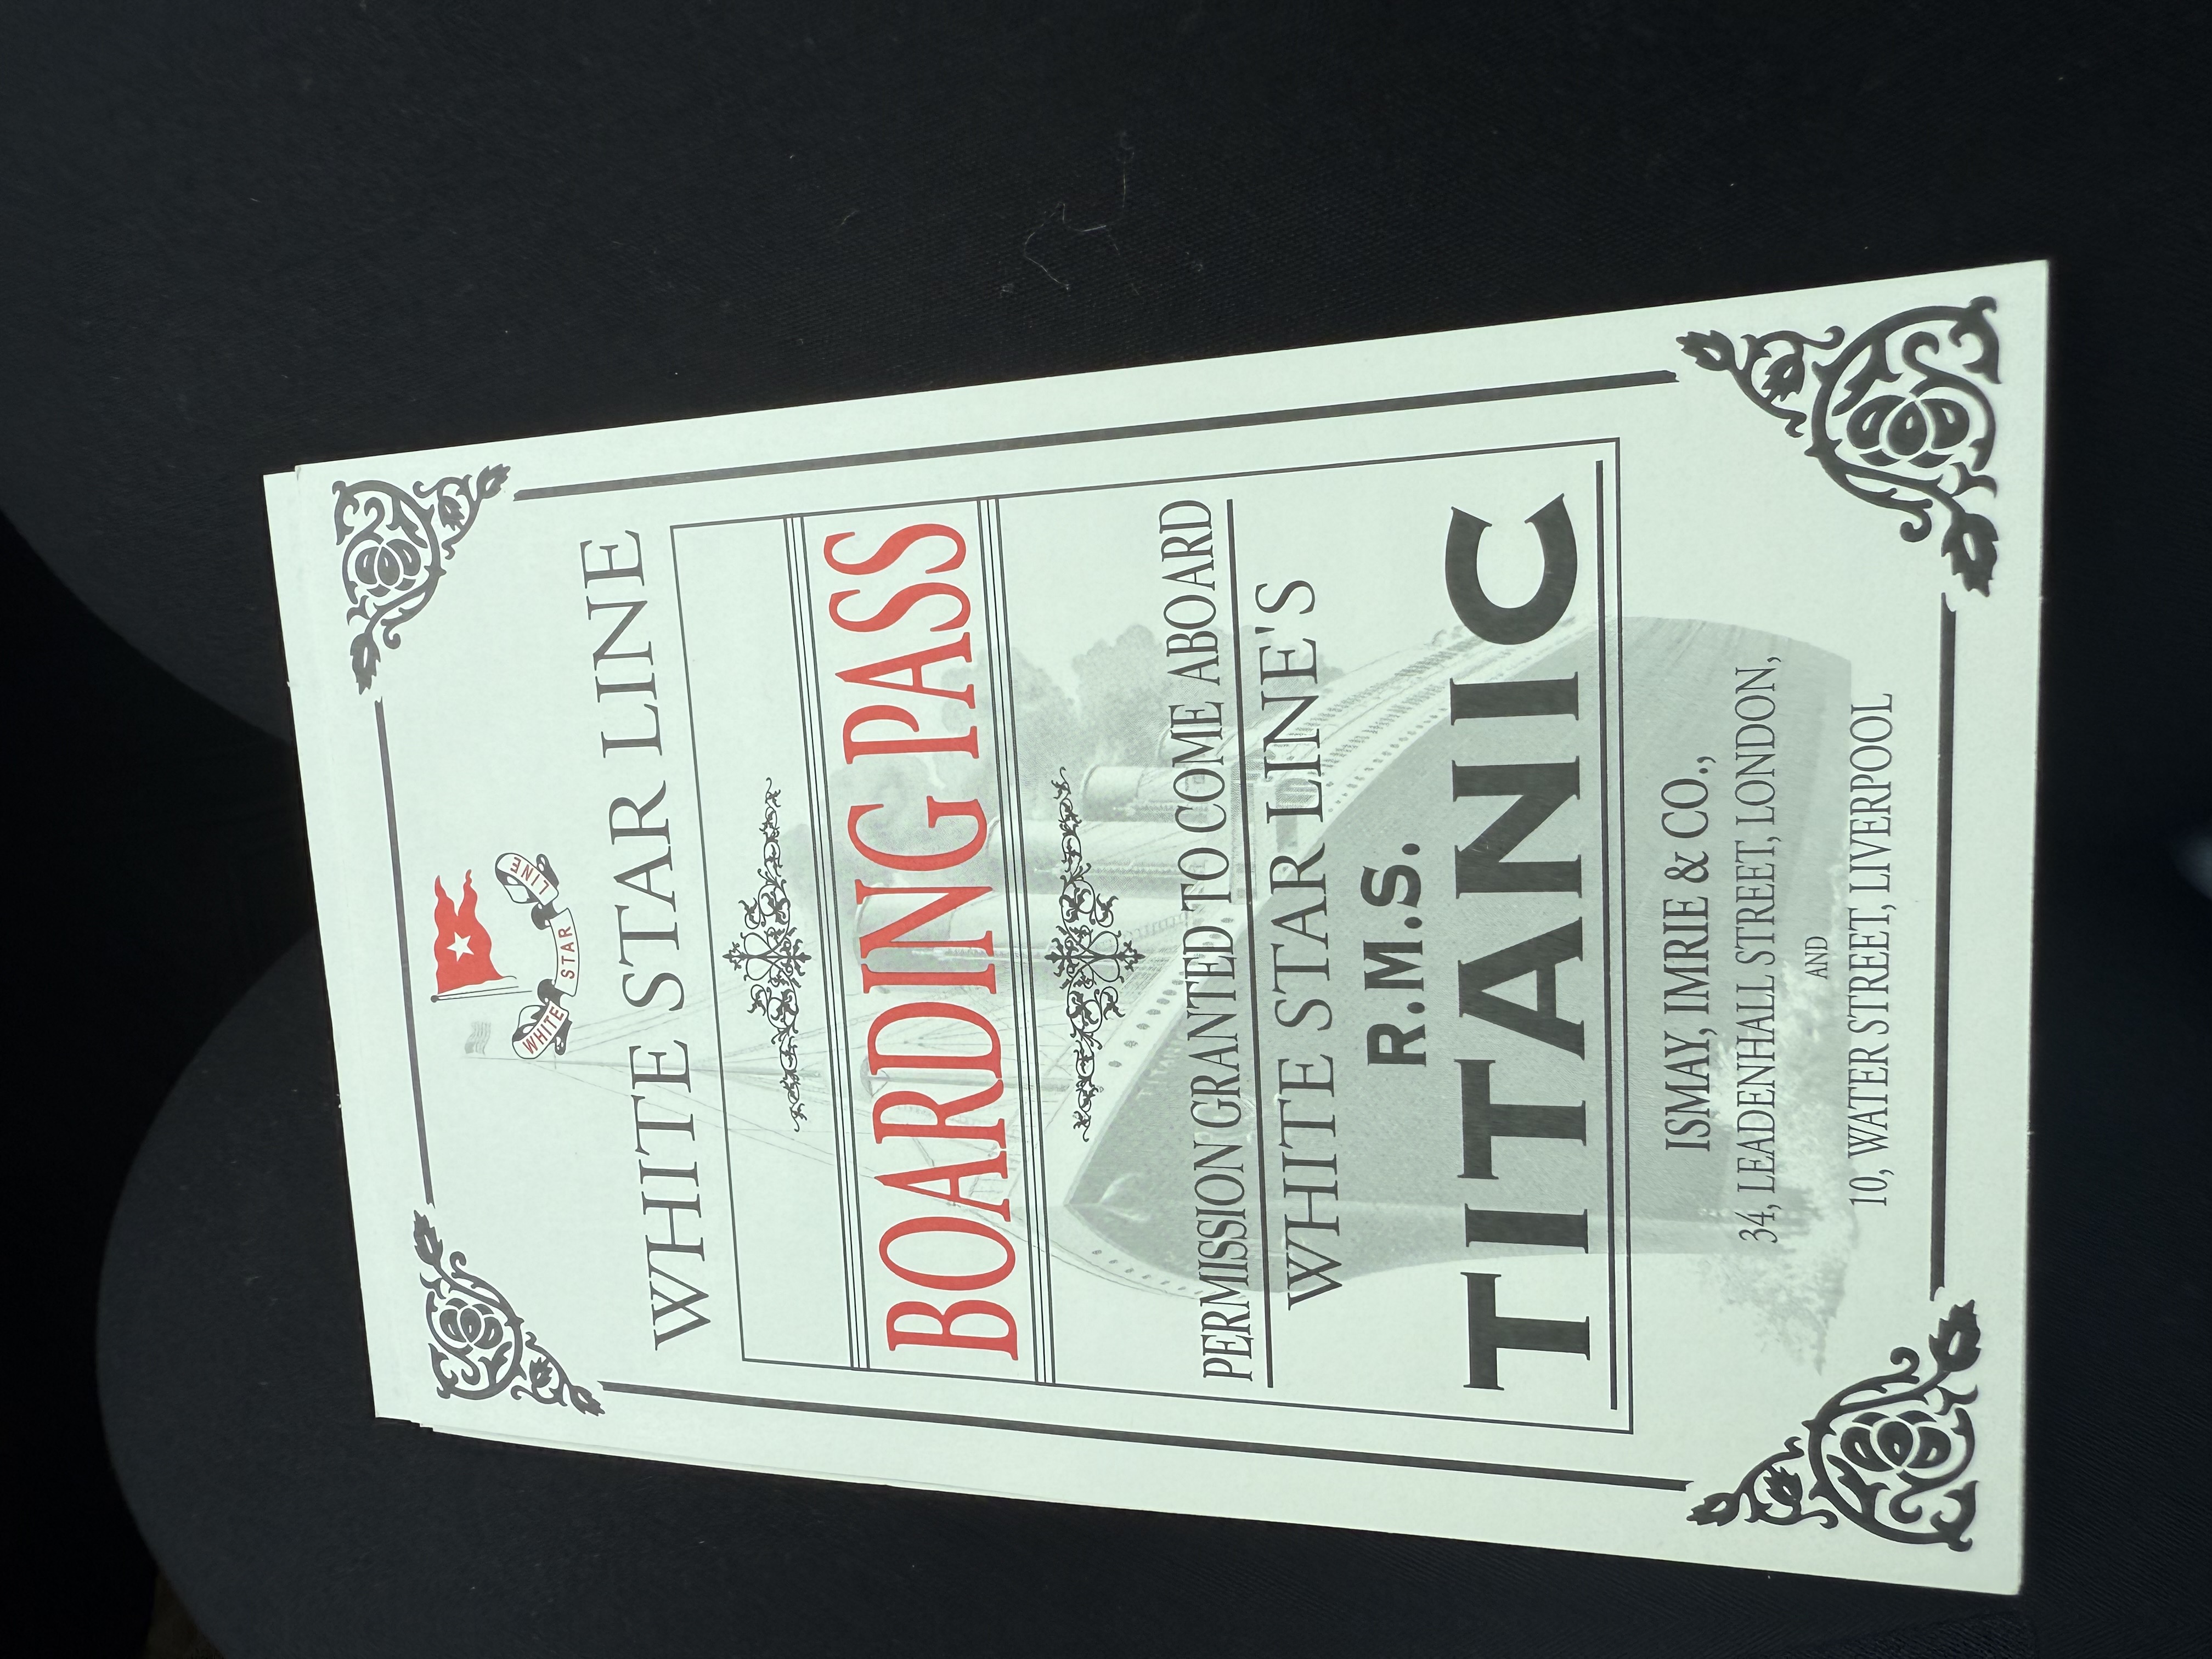 WHITE STAR LINE
WHITE STAR LINE
BOARDING PASS
PERMISSION GRANTED TO COME ABOARD
WHITE STAR LINE'S
R.M.S.
TITANIC
ISMAY, IMRIE & CO.,
34, LEADENHALL STREET, LONDON,
AND
10, WATER STREET, LIVERPOOL